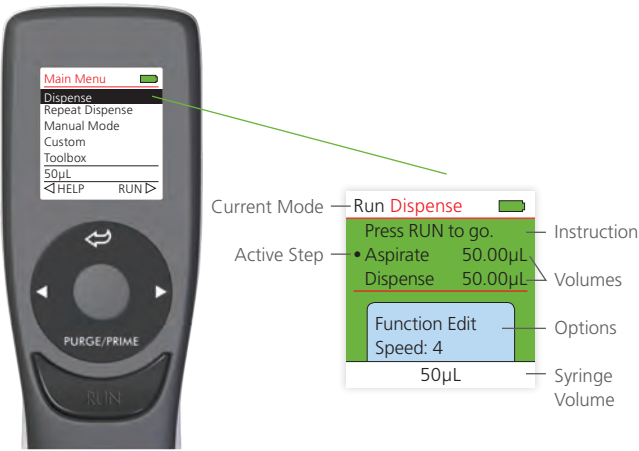 Main Menu
Dispense
Repeat Dispense
Manual Mode
Custom
Toolbox
50µL
HELP RUN
PURGE/PRIME
RUN
Current Mode
Run Dispense
Press RUN to go.
Instruction
Active Step
• Aspirate 50.00µL
Dispense 50.00µL
Volumes
Function Edit
Speed: 4
Options
50µL
Syringe
Volume